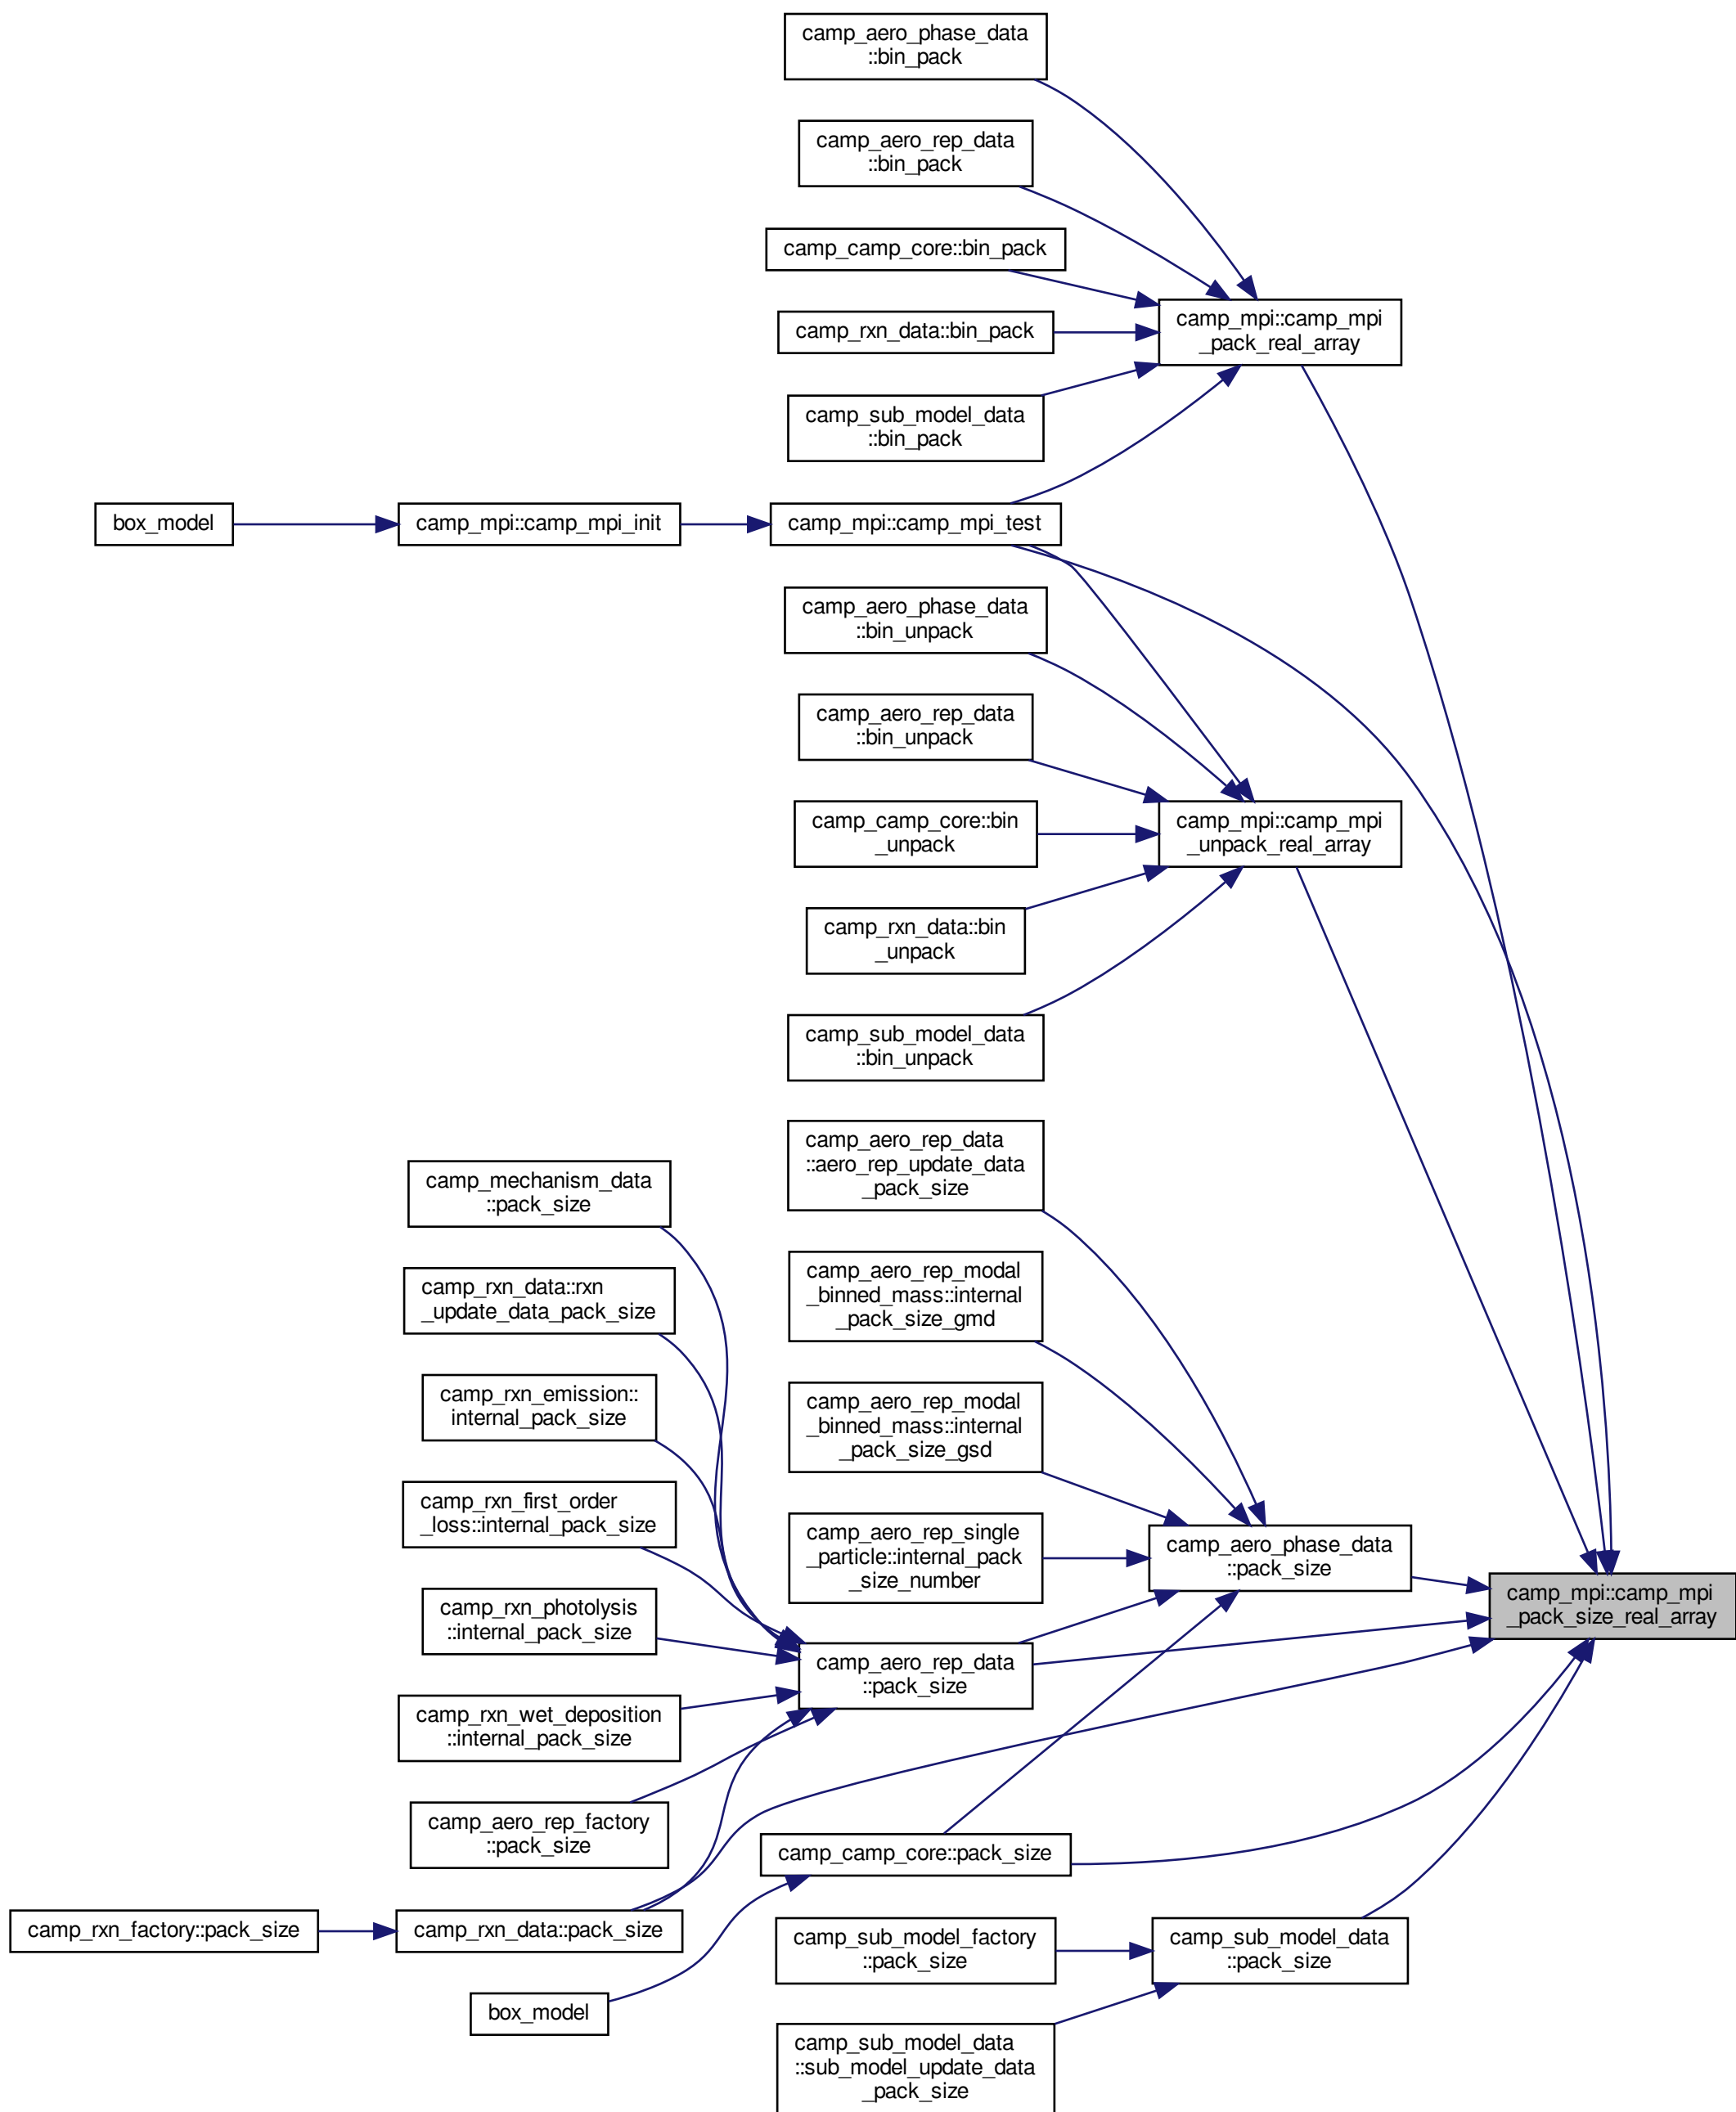 camp_aero_phase_data
::bin_pack
camp_aero_rep_data
::bin_pack
camp_camp_core::bin_pack
camp_rxn_data::bin_pack
camp_sub_model_data
::bin_pack
camp_mpi::camp_mpi
_pack_real_array
box_model
camp_mpi::camp_mpi_init
camp_mpi::camp_mpi_test
camp_aero_phase_data
::bin_unpack
camp_aero_rep_data
::bin_unpack
camp_camp_core::bin
_unpack
camp_rxn_data::bin
_unpack
camp_sub_model_data
::bin_unpack
camp_mpi::camp_mpi
_unpack_real_array
camp_aero_rep_data
::aero_rep_update_data
_pack_size
camp_aero_rep_modal
_binned_mass::internal
_pack_size_gmd
camp_aero_rep_modal
_binned_mass::internal
_pack_size_gsd
camp_aero_rep_single
_particle::internal_pack
_size_number
camp_aero_phase_data
::pack_size
camp_mpi::camp_mpi
_pack_size_real_array
camp_mechanism_data
::pack_size
camp_rxn_data::rxn
_update_data_pack_size
camp_rxn_emission::
internal_pack_size
camp_rxn_first_order
_loss::internal_pack_size
camp_rxn_photolysis
::internal_pack_size
camp_rxn_wet_deposition
::internal_pack_size
camp_aero_rep_factory
::pack_size
camp_aero_rep_data
::pack_size
camp_camp_core::pack_size
camp_rxn_factory::pack_size
camp_rxn_data::pack_size
box_model
camp_sub_model_factory
::pack_size
camp_sub_model_data
::pack_size
camp_sub_model_data
::sub_model_update_data
_pack_size